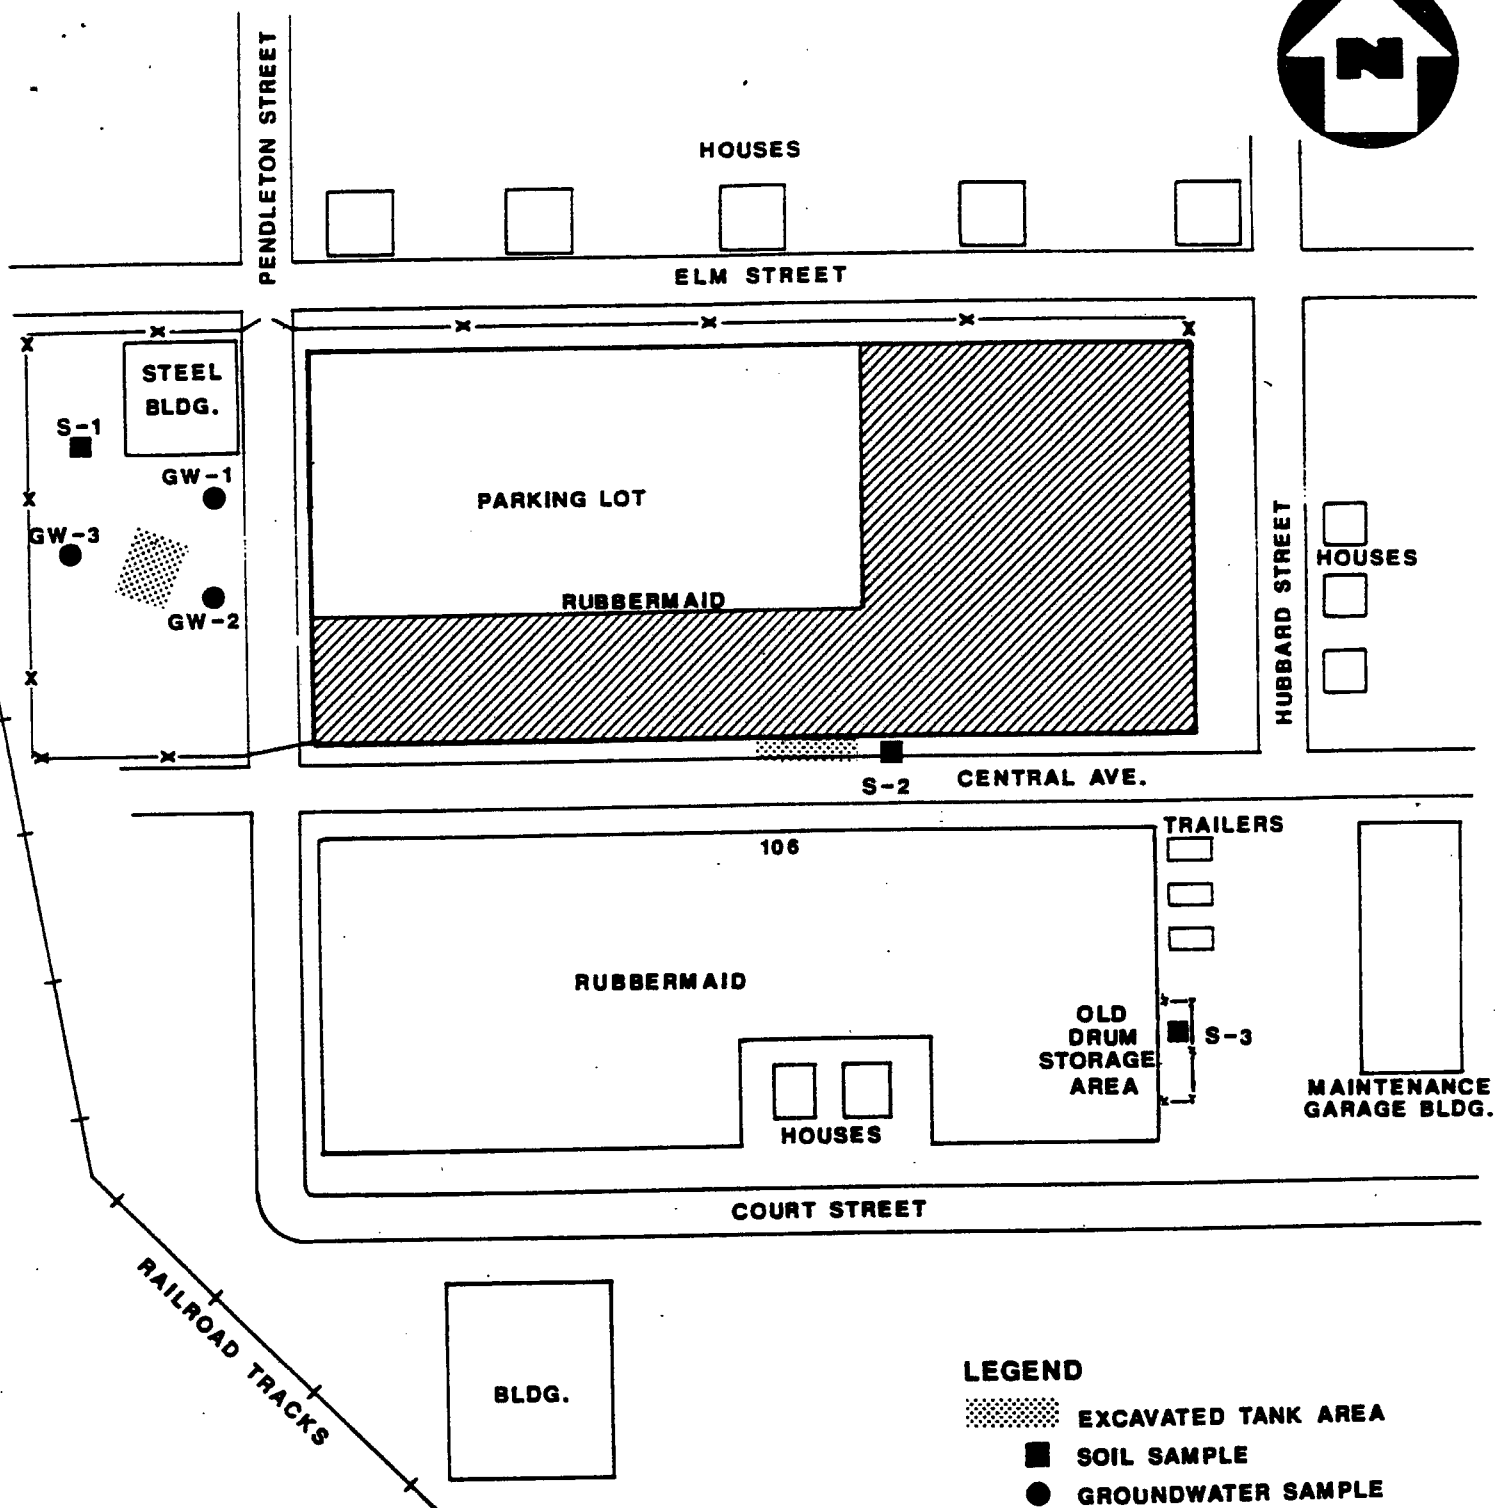 N
PENDLETON STREET
HOUSES
ELM STREET
STEEL
BLDG.
S-1
GW-1
GW-3
GW-2
PARKING LOT
RUBBERMAID
HUBBARD STREET
HOUSES
S-2
CENTRAL AVE.
106
TRAILERS
RUBBERMAID
OLD
DRUM
STORAGE
AREA
S-3
HOUSES
MAINTENANCE
GARAGE BLDG.
COURT STREET
RAILROAD TRACKS
BLDG.
LEGEND
EXCAVATED TANK AREA
SOIL SAMPLE
GROUNDWATER SAMPLE